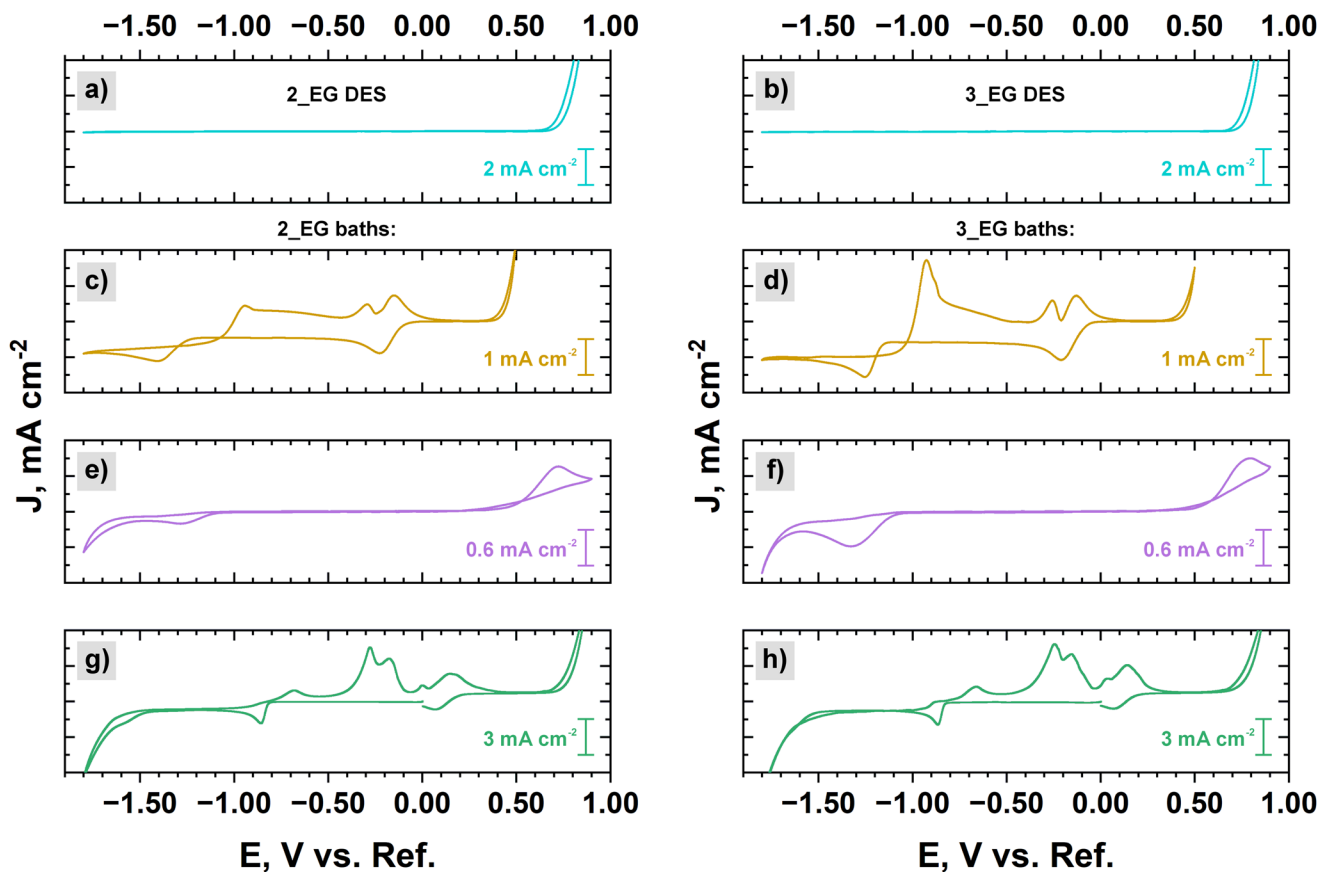 −1.50 −1.00 −0.50 0.00 0.50 1.00 −1.50 −1.00 −0.50 0.00 0.50 1.00
a) 2_EG DES
2 mA cm-2
b) 3_EG DES
2 mA cm-2
2_EG baths:
3_EG baths:
c)
1 mA cm-2
d)
1 mA cm-2
J, mA cm-2
J, mA cm-2
e)
0.6 mA cm-2
f)
0.6 mA cm-2
g)
3 mA cm-2
h)
3 mA cm-2
−1.50 −1.00 −0.50 0.00 0.50 1.00 −1.50 −1.00 −0.50 0.00 0.50 1.00
E, V vs. Ref.
E, V vs. Ref.